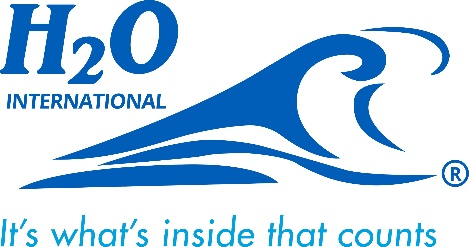 H2O
INTERNATIONAL
®
It's what's inside that counts